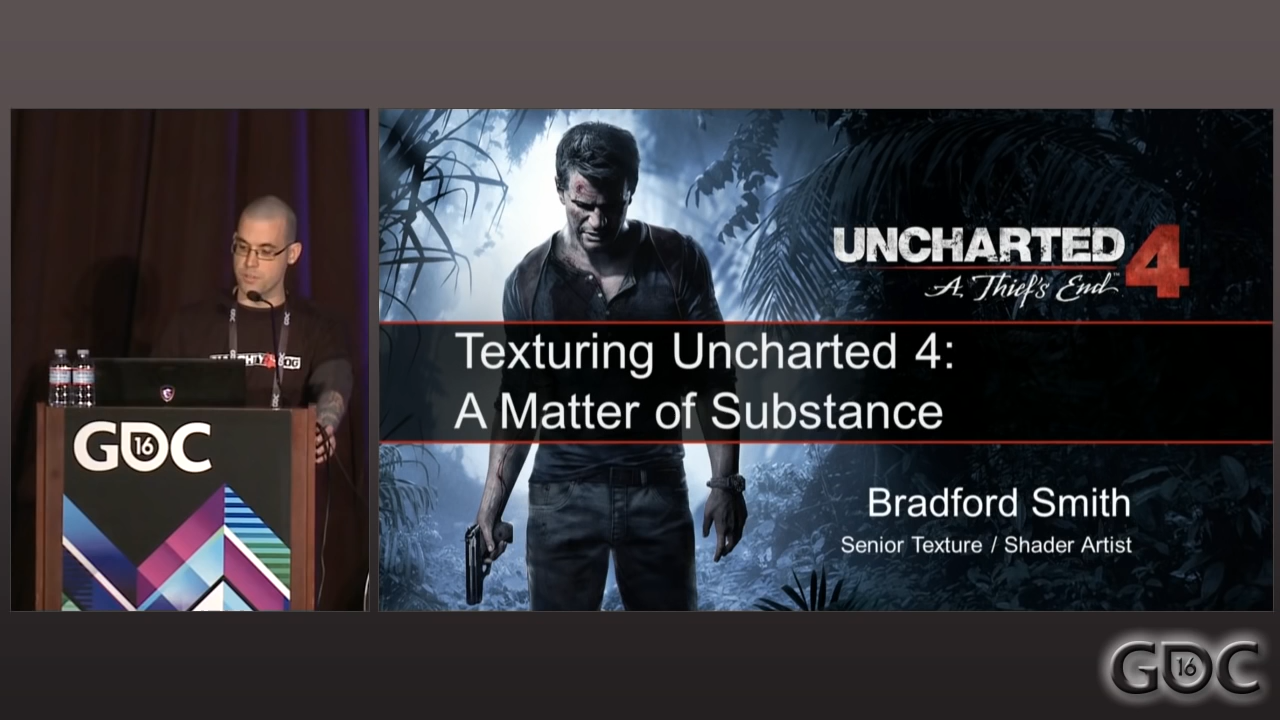 UNCHARTED 4
A Thief's End™
Texturing Uncharted 4:
A Matter of Substance
Bradford Smith
Senior Texture / Shader Artist
GDC 16
GDC 16